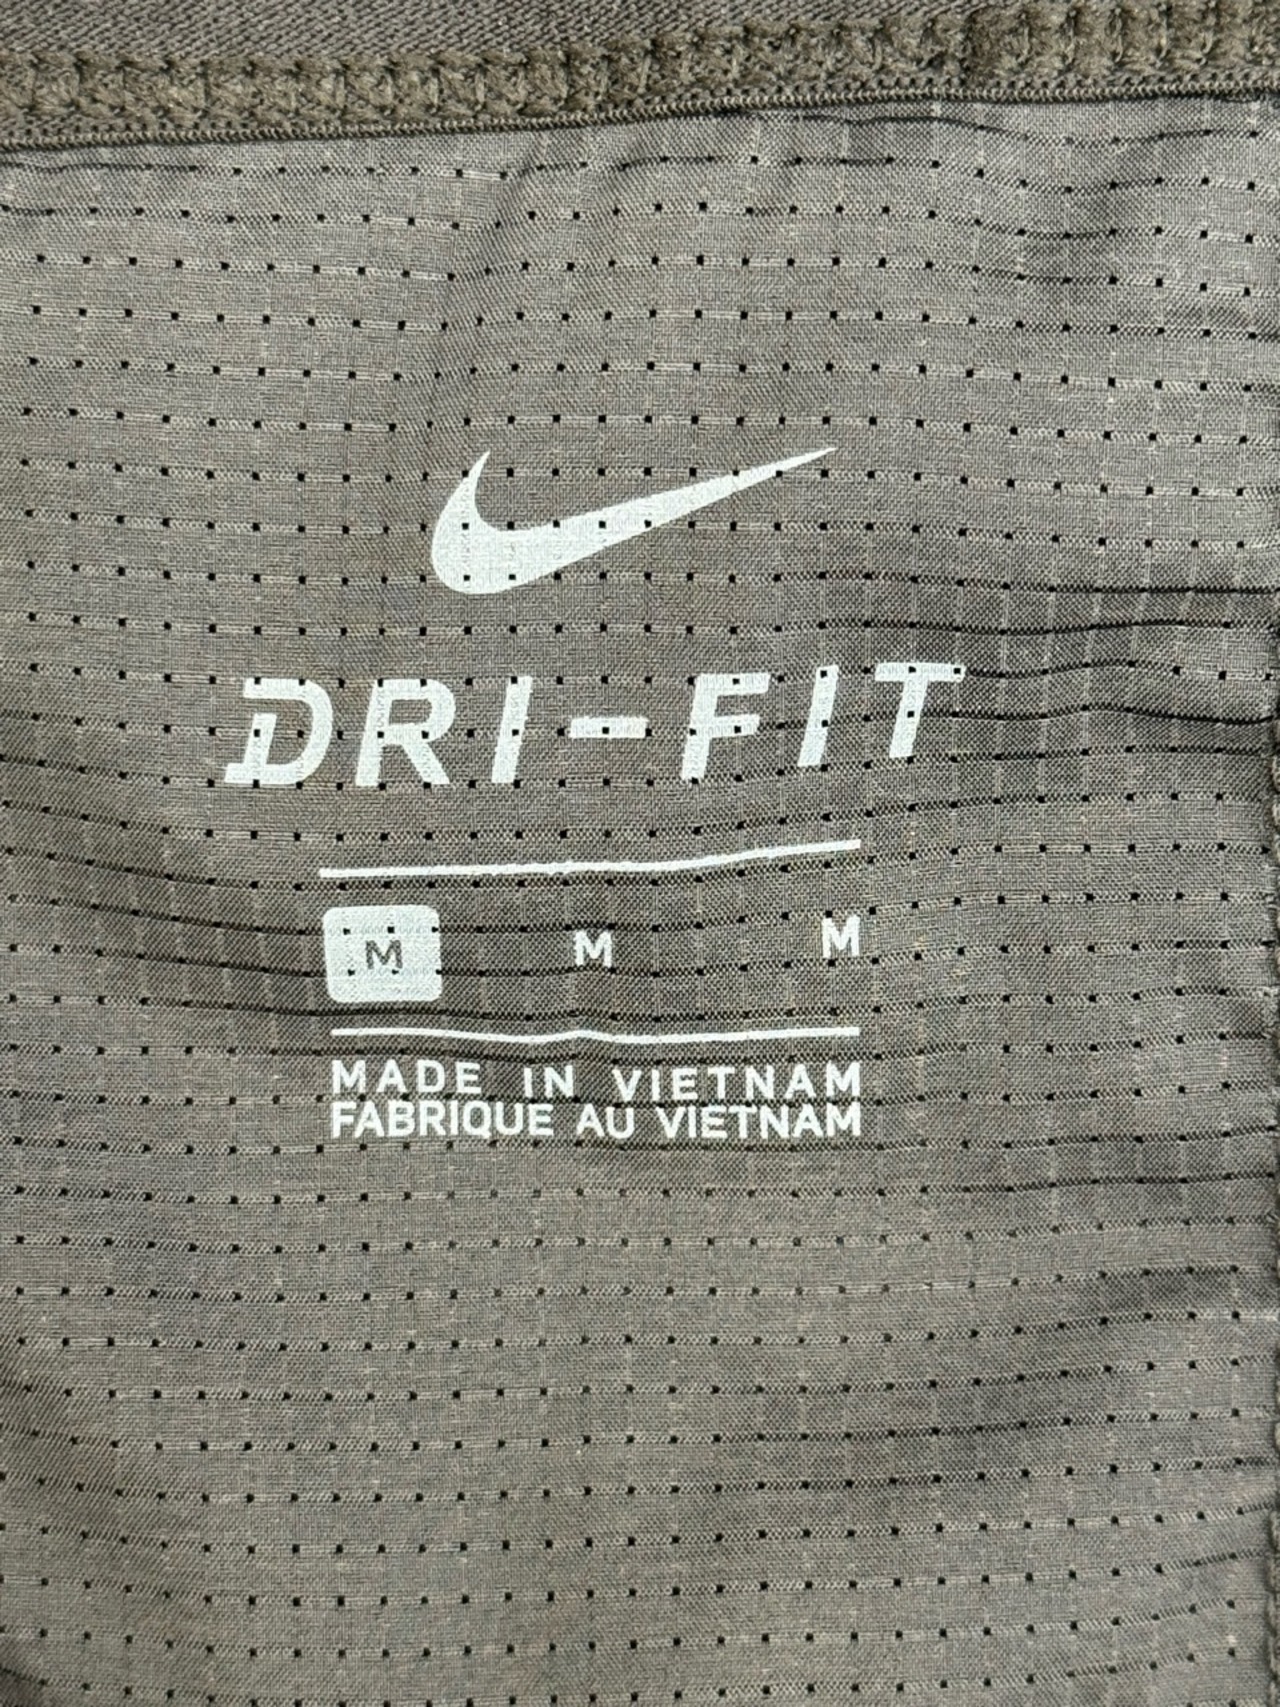 DRI-FIT
M M M
MADE IN VIETNAM
FABRIQUE AU VIETNAM